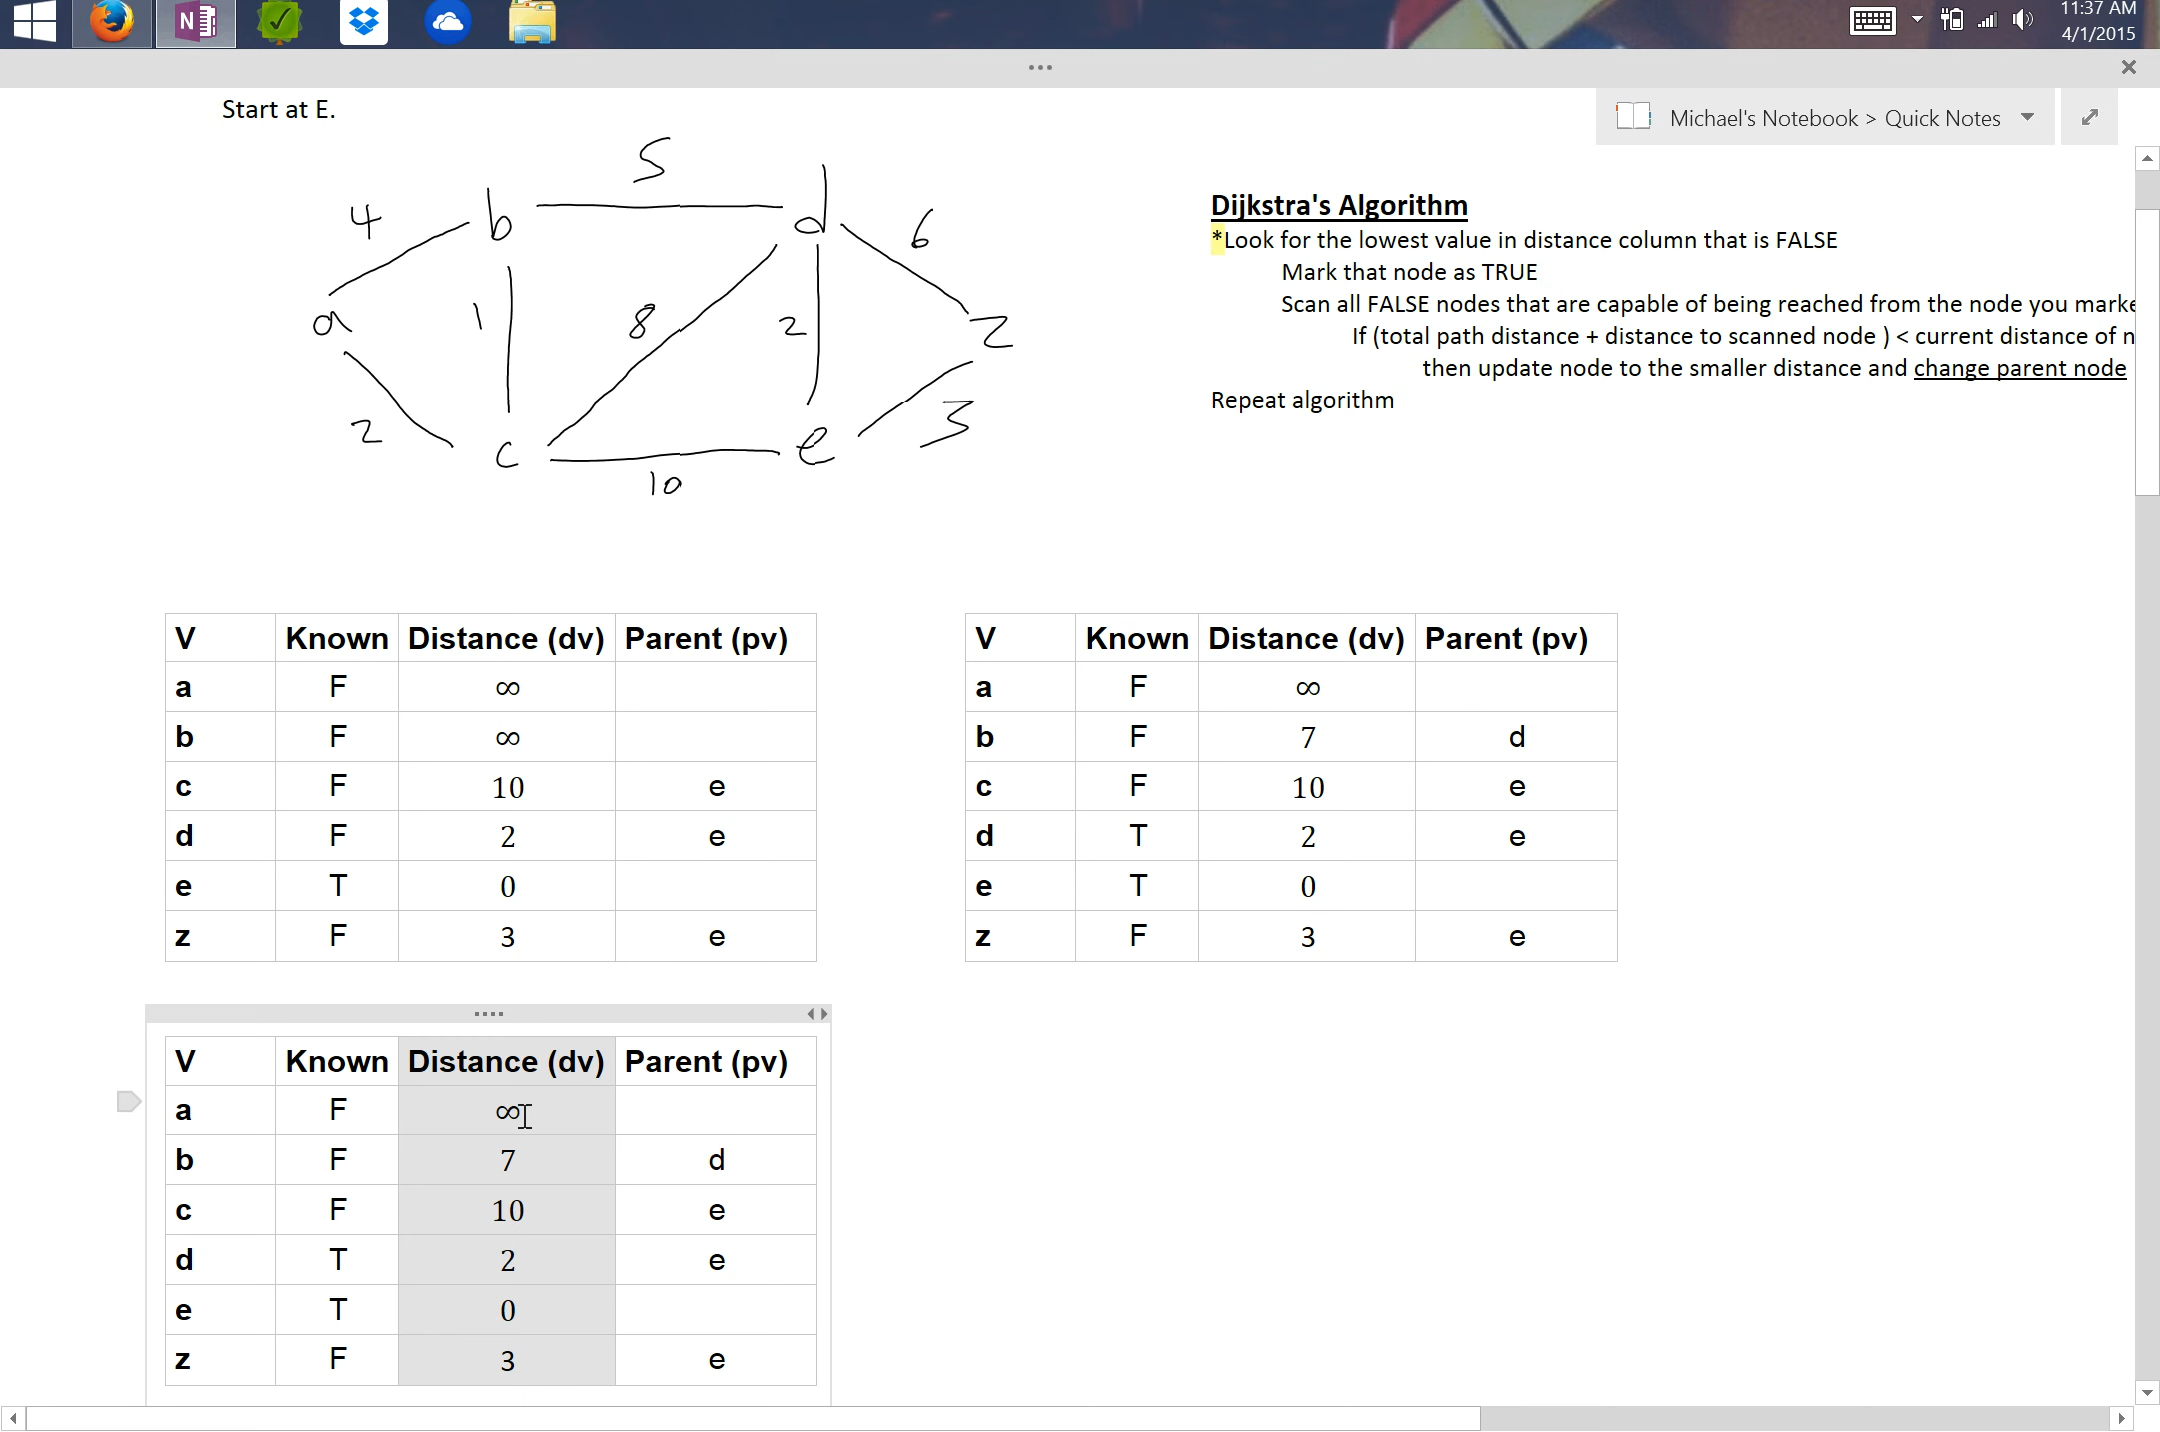 11:37 AM
4/1/2015
Start at E.
Michael's Notebook > Quick Notes
5
4 b d 6
a 1 8 2 z
2 c e 3
10
Dijkstra's Algorithm
*Look for the lowest value in distance column that is FALSE
Mark that node as TRUE
Scan all FALSE nodes that are capable of being reached from the node you marke
If (total path distance + distance to scanned node ) < current distance of n
then update node to the smaller distance and change parent node
Repeat algorithm
V Known Distance (dv) Parent (pv)
a F ∞
b F ∞
c F 10 e
d F 2 e
e T 0
z F 3 e
V Known Distance (dv) Parent (pv)
a F ∞
b F 7 d
c F 10 e
d T 2 e
e T 0
z F 3 e
V Known Distance (dv) Parent (pv)
a F ∞
b F 7 d
c F 10 e
d T 2 e
e T 0
z F 3 e